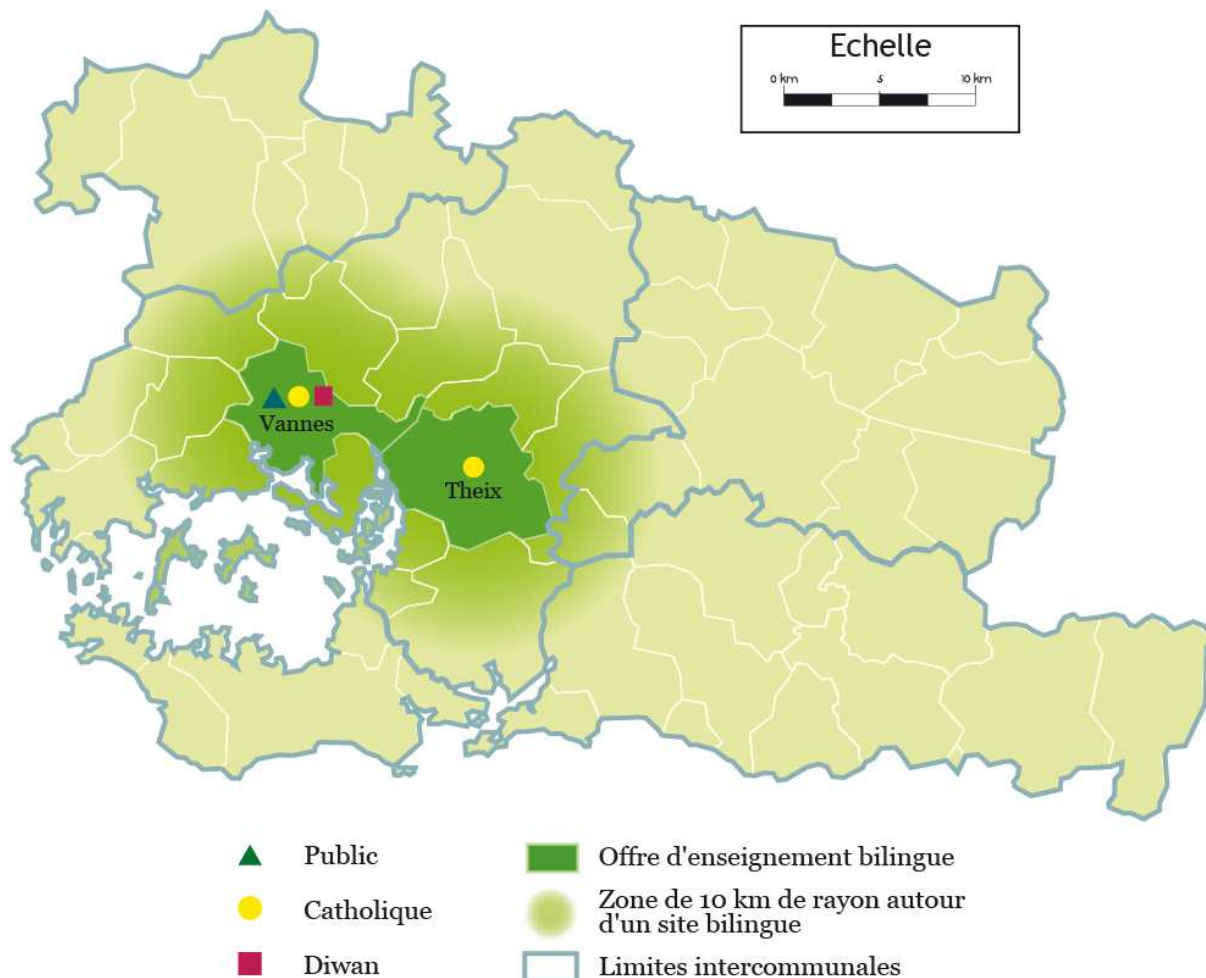 Echelle
0 km 5 10 km
Vannes
Theix
Public
Offre d'enseignement bilingue
Catholique
Zone de 10 km de rayon autour
d'un site bilingue
Diwan
Limites intercommunales